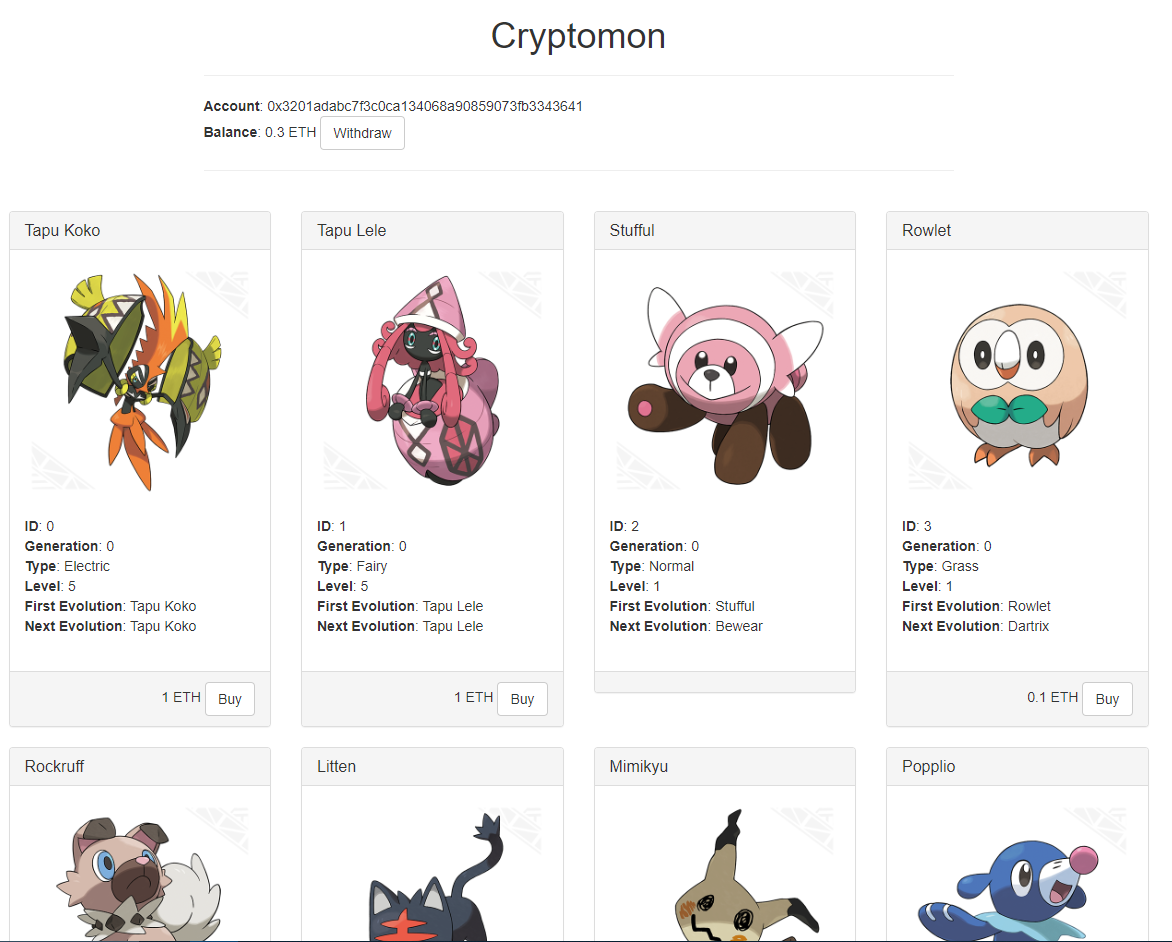 Cryptomon
Account: 0x3201adabc7f3c0ca134068a90859073fb3343641
Balance: 0.3 ETH Withdraw
Tapu Koko
ID: 0
Generation: 0
Type: Electric
Level: 5
First Evolution: Tapu Koko
Next Evolution: Tapu Koko
1 ETH Buy
Tapu Lele
ID: 1
Generation: 0
Type: Fairy
Level: 5
First Evolution: Tapu Lele
Next Evolution: Tapu Lele
1 ETH Buy
Stufful
ID: 2
Generation: 0
Type: Normal
Level: 1
First Evolution: Stufful
Next Evolution: Bewear
Rowlet
ID: 3
Generation: 0
Type: Grass
Level: 1
First Evolution: Rowlet
Next Evolution: Dartrix
0.1 ETH Buy
Rockruff
Litten
Mimikyu
Popplio